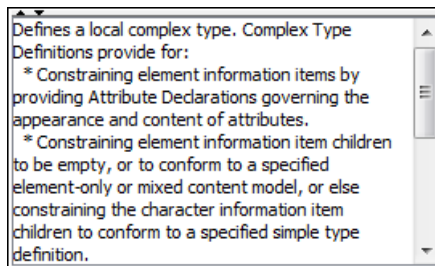 Defines a local complex type. Complex Type
Definitions provide for:
* Constraining element information items by
providing Attribute Declarations governing the
appearance and content of attributes.
* Constraining element information item children
to be empty, or to conform to a specified
element-only or mixed content model, or else
constraining the character information item
children to conform to a specified simple type
definition.